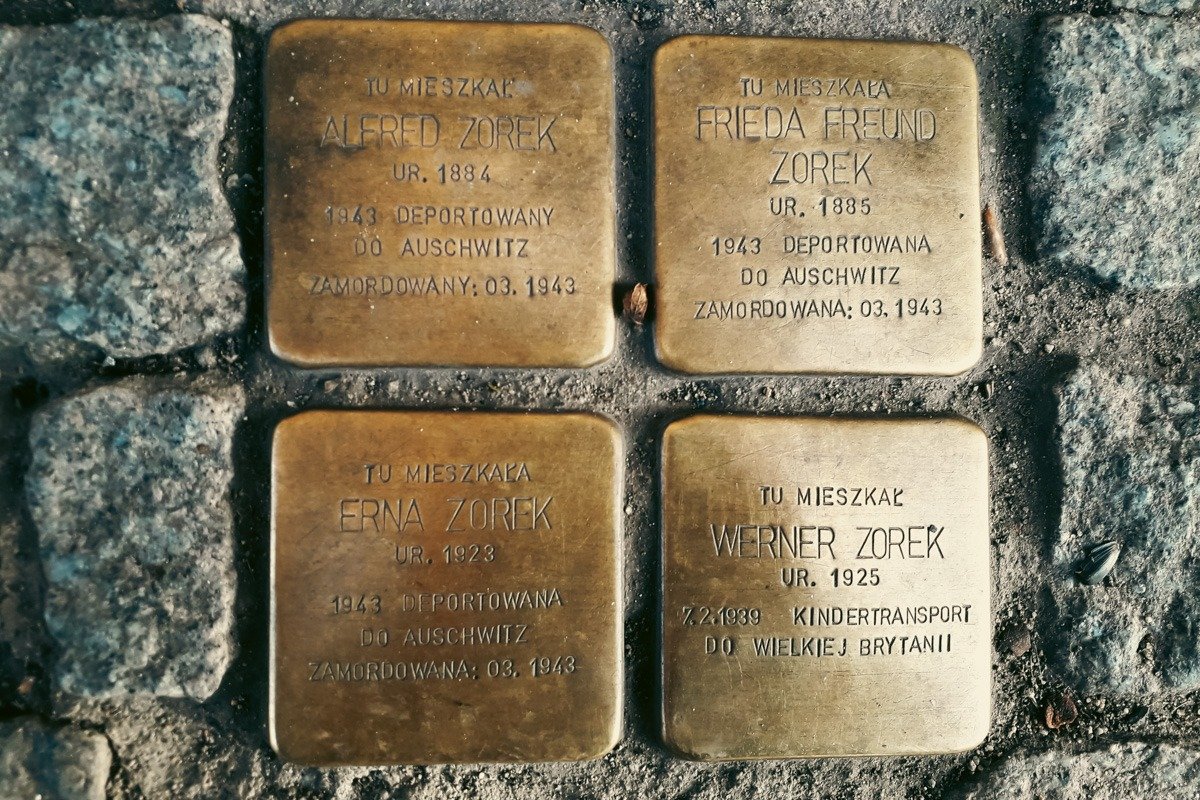 TU MIESZKAŁ
ALFRED ZOREK
UR. 1884
1943 DEPORTOWANY
DO AUSCHWITZ
ZAMORDOWANY: 03. 1943
TU MIESZKAŁA
FRIEDA FREUND
ZOREK
UR. 1885
1943 DEPORTOWANA
DO AUSCHWITZ
ZAMORDOWANA: 03. 1943
TU MIESZKAŁA
ERNA ZOREK
UR. 1923
1943 DEPORTOWANA
DO AUSCHWITZ
ZAMORDOWANA: 03. 1943
TU MIESZKAŁ
WERNER ZOREK
UR. 1925
7.2.1939 KINDERTRANSPORT
DO WIELKIEJ BRYTANII